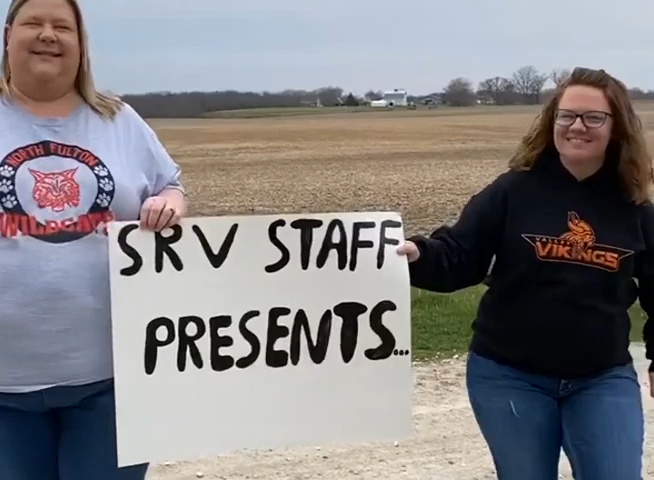 NORTH FULTON
WILDCATS
SRV STAFF
PRESENTS...
VIKINGS